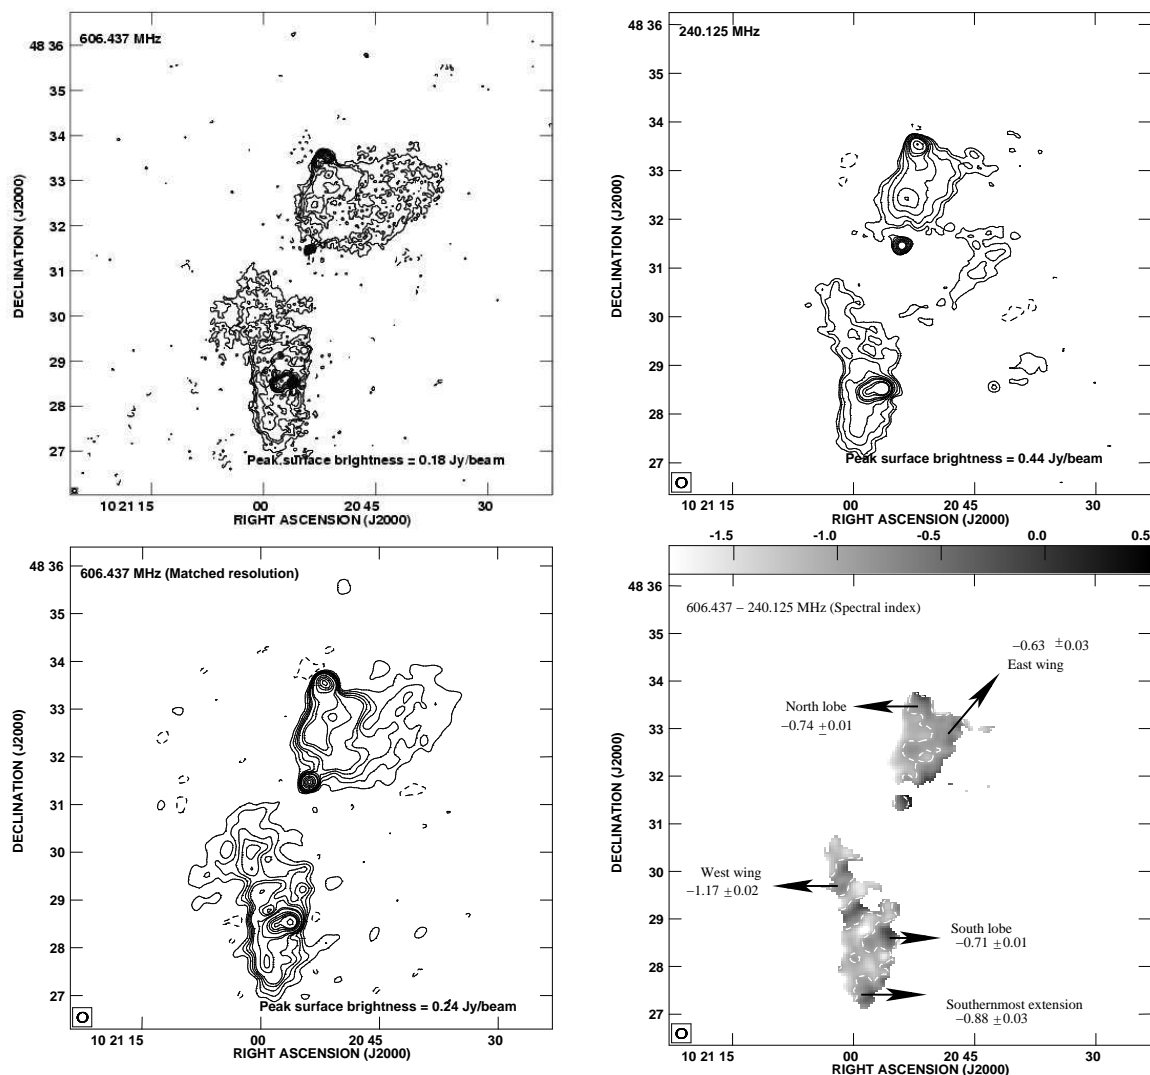 606.437 MHz
48 36
35
34
33
32
31
30
29
28
27
DECLINATION (J2000)
Peak surface brightness = 0.18 Jy/beam
10 21 15
00
20 45
30
RIGHT ASCENSION (J2000)
240.125 MHz
48 36
35
34
33
32
31
30
29
28
27
DECLINATION (J2000)
Peak surface brightness = 0.44 Jy/beam
10 21 15
00
20 45
30
RIGHT ASCENSION (J2000)
606.437 MHz (Matched resolution)
48 36
35
34
33
32
31
30
29
28
27
DECLINATION (J2000)
Peak surface brightness = 0.24 Jy/beam
10 21 15
00
20 45
30
RIGHT ASCENSION (J2000)
-1.5 -1.0 -0.5 0.0 0.5
606.437 − 240.125 MHz (Spectral index)
48 36
35
34
33
32
31
30
29
28
27
DECLINATION (J2000)
−0.63 ±0.03
East wing
North lobe
−0.74 ±0.01
West wing
−1.17 ±0.02
South lobe
−0.71 ±0.01
Southernmost extension
−0.88 ±0.03
10 21 15
00
20 45
30
RIGHT ASCENSION (J2000)